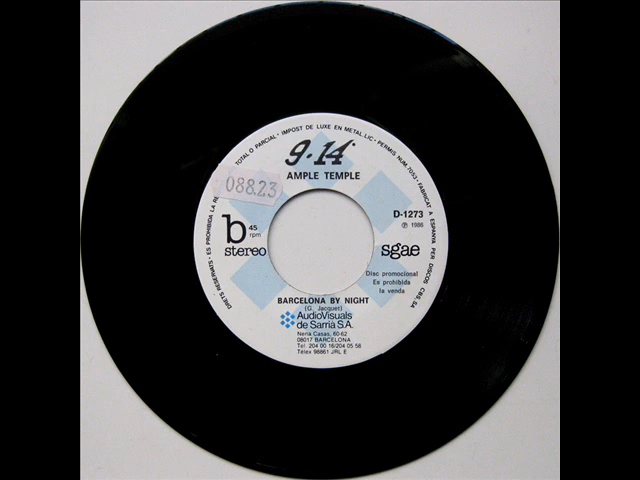 DRETS RESERVATS · ES PROHIBIDA LA RE
TOTAL O PARCIAL · IMPOST DE LUXE EN METAL.LIC · PERMIS NUM.7053 · FABRICAT A ESPANYA PER DISCOS CBS,SA
9·14
AMPLE TEMPLE
088.23
D-1273
℗ 1986
b 45 rpm
stereo
sgae
Disc promocional
Es prohibida
la venda
BARCELONA BY NIGHT
(G. Jacquet)
AudioVisuals
de Sarrià S.A.
Nena Casas, 60-62
08017 BARCELONA
Tel. 204 00 16/204 05 58
Télex 98861 JRL E